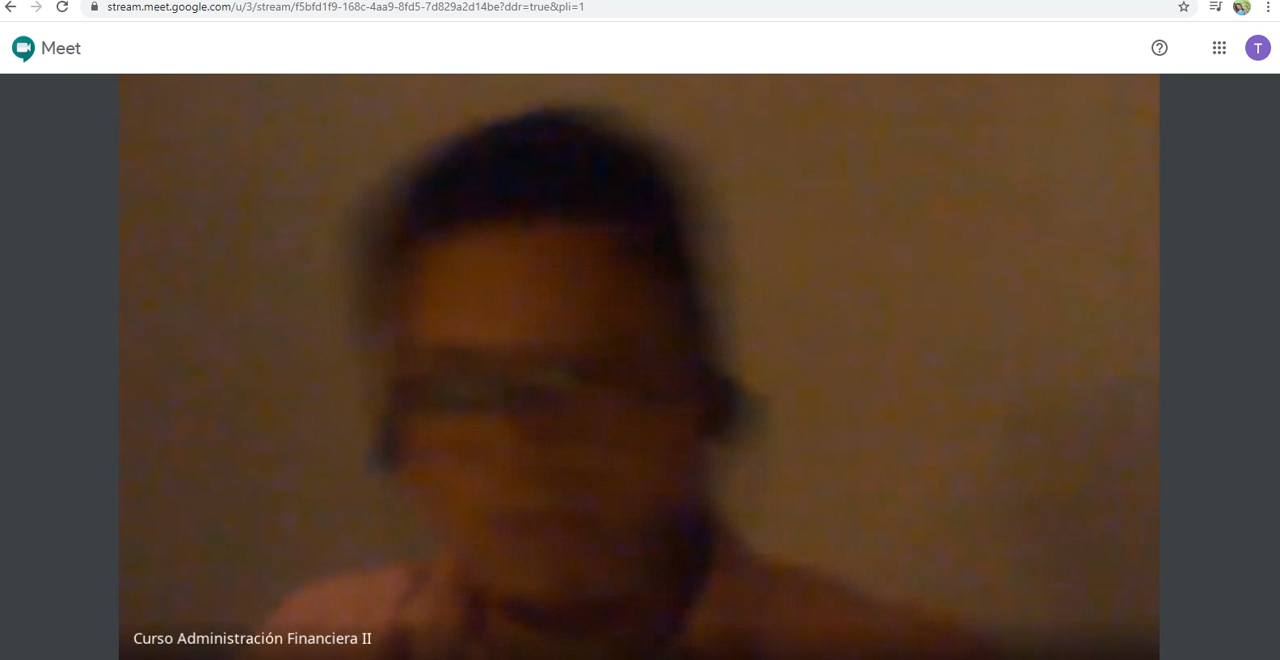 stream.meet.google.com/u/3/stream/f5bfd1f9-168c-4aa9-8fd5-7d829a2d14be?ddr=true&pli=1
Meet
T
Curso Administración Financiera II